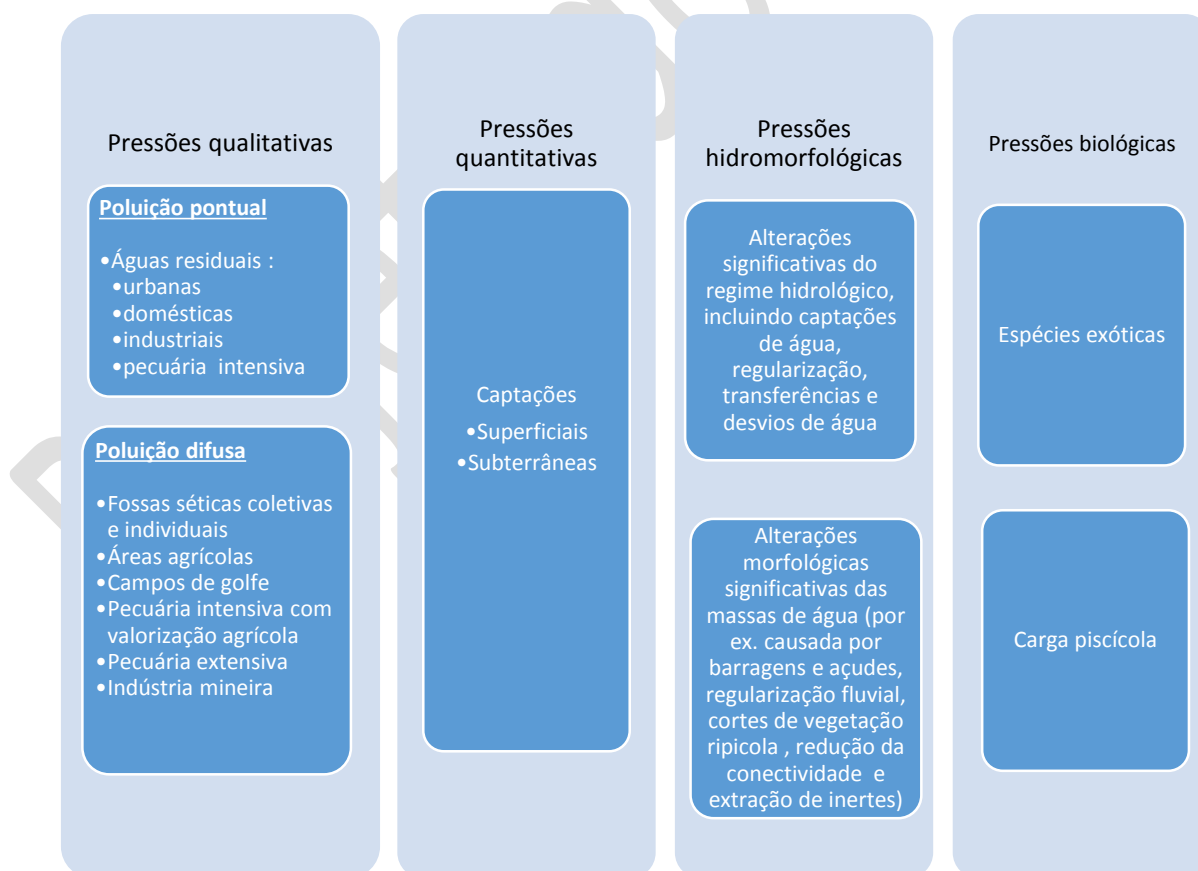 Pressões qualitativas
Poluição pontual
•Águas residuais :
•urbanas
•domésticas
•industriais
•pecuária intensiva
Poluição difusa
•Fossas séticas coletivas
e individuais
•Áreas agrícolas
•Campos de golfe
•Pecuária intensiva com
valorização agrícola
•Pecuária extensiva
•Indústria mineira
Pressões
quantitativas
Captações
•Superficiais
•Subterrâneas
Pressões
hidromorfológicas
Alterações
significativas do
regime hidrológico,
incluindo captações
de água,
regularização,
transferências e
desvios de água
Alterações
morfológicas
significativas das
massas de água (por
ex. causada por
barragens e açudes,
regularização fluvial,
cortes de vegetação
ripicola , redução da
conectividade e
extração de inertes)
Pressões biológicas
Espécies exóticas
Carga piscícola